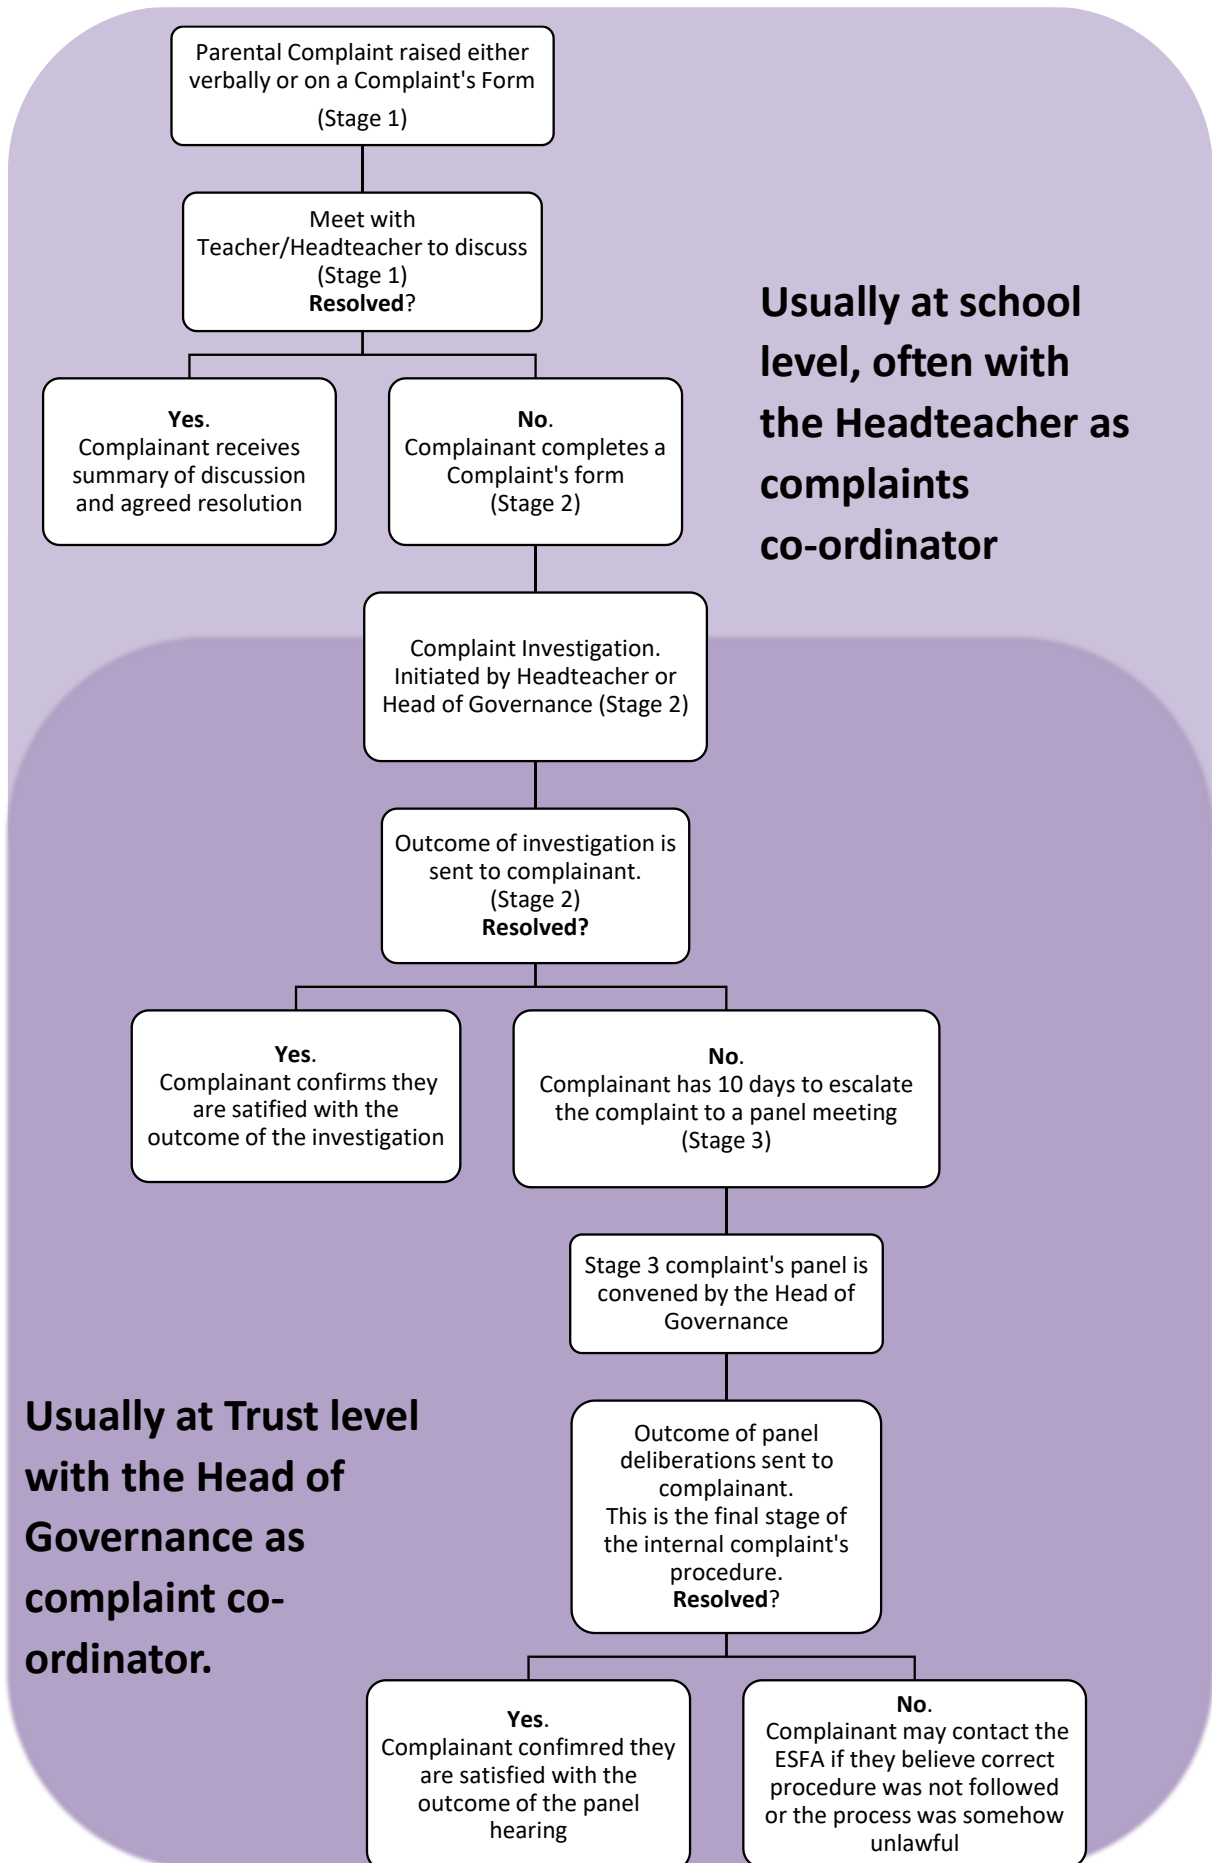 Parental Complaint raised either
verbally or on a Complaint's Form
(Stage 1)
Meet with
Teacher/Headteacher to discuss
(Stage 1)
Resolved?
Usually at school
level, often with
the Headteacher as
complaints
co-ordinator
Yes.
Complainant receives
summary of discussion
and agreed resolution
No.
Complainant completes a
Complaint's form
(Stage 2)
Complaint Investigation.
Initiated by Headteacher or
Head of Governance (Stage 2)
Outcome of investigation is
sent to complainant.
(Stage 2)
Resolved?
Yes.
Complainant confirms they
are satified with the
outcome of the investigation
No.
Complainant has 10 days to escalate
the complaint to a panel meeting
(Stage 3)
Stage 3 complaint's panel is
convened by the Head of
Governance
Usually at Trust level
with the Head of
Governance as
complaint co-
ordinator.
Outcome of panel
deliberations sent to
complainant.
This is the final stage of
the internal complaint's
procedure.
Resolved?
Yes.
Complainant confimred they
are satisfied with the
outcome of the panel
hearing
No.
Complainant may contact the
ESFA if they believe correct
procedure was not followed
or the process was somehow
unlawful